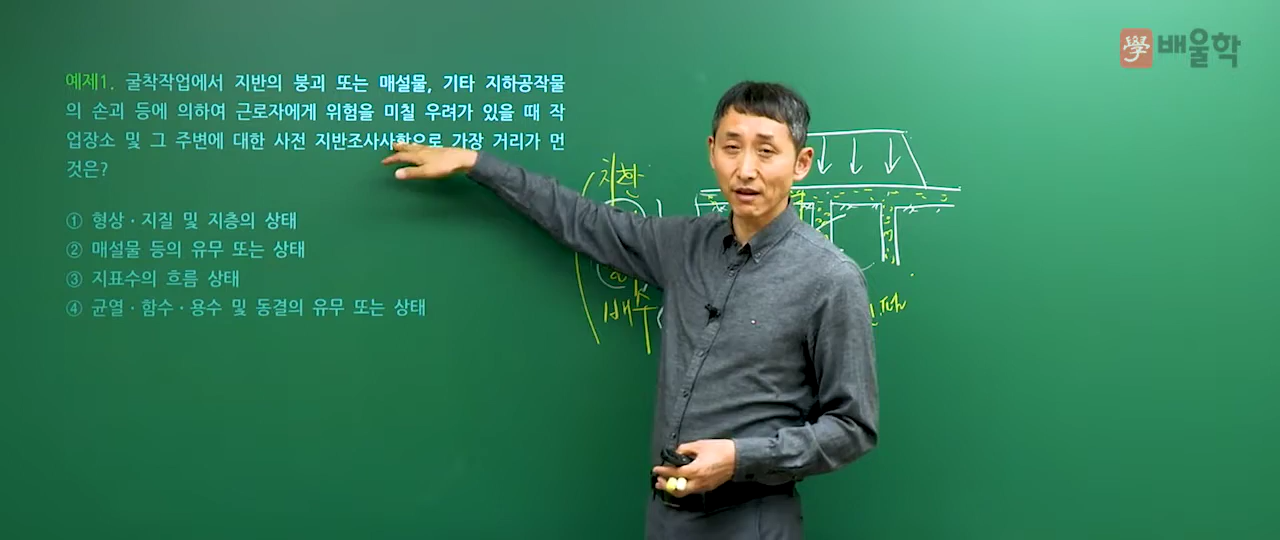 學 배울학
예제1. 굴착작업에서 지반의 붕괴 또는 매설물, 기타 지하공작물
의 손괴 등에 의하여 근로자에게 위험을 미칠 우려가 있을 때 작
업장소 및 그 주변에 대한 사전 지반조사사항으로 가장 거리가 먼
것은?
① 형상·지질 및 지층의 상태
② 매설물 등의 유무 또는 상태
③ 지표수의 흐름 상태
④ 균열·함수·용수 및 동결의 유무 또는 상태
치환
배수